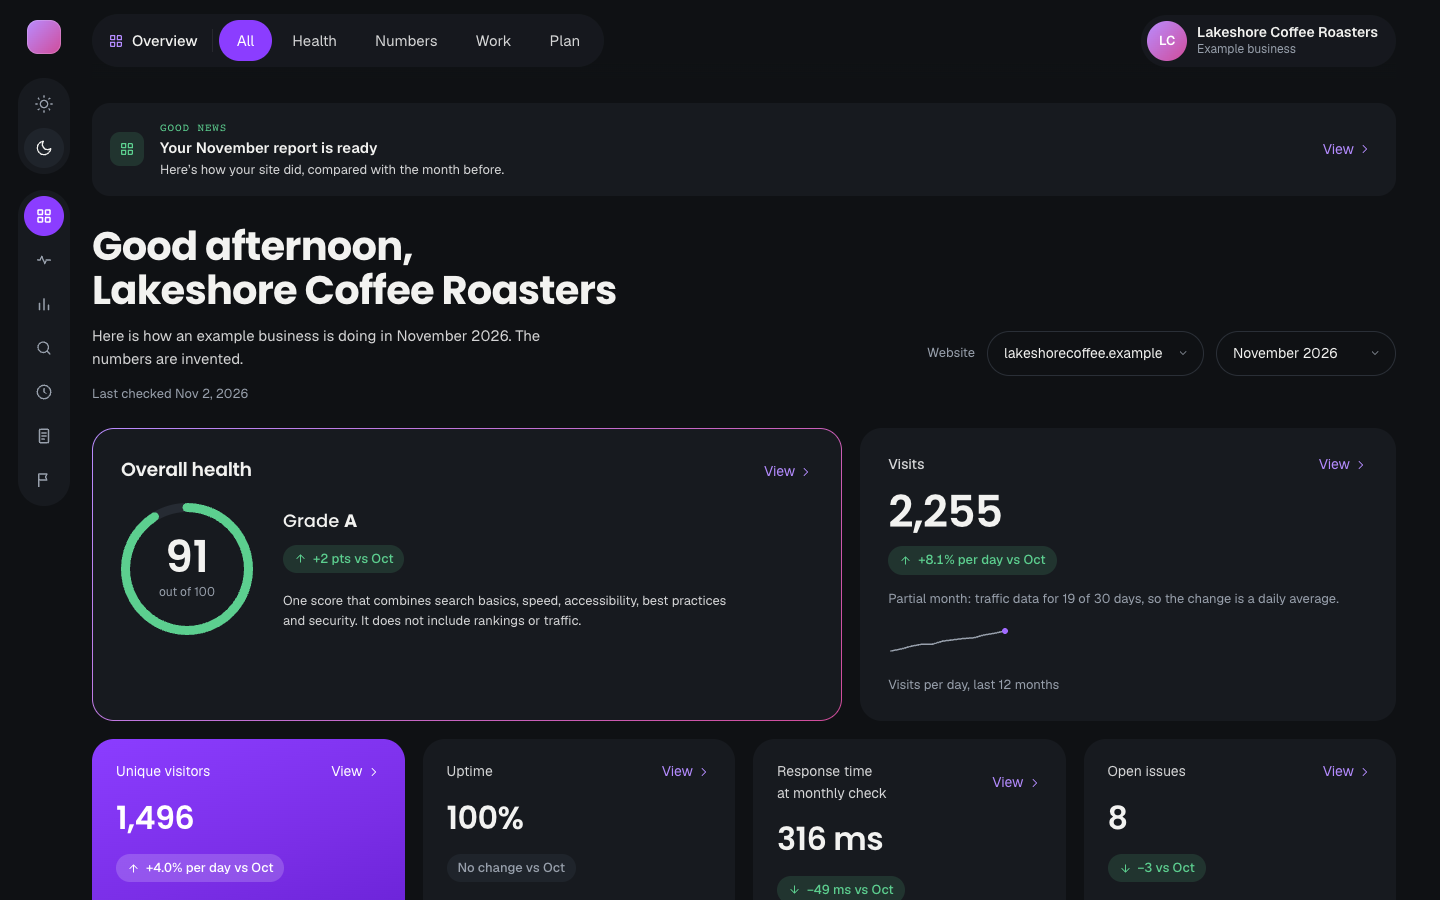 Overview
All
Health
Numbers
Work
Plan
LC
Lakeshore Coffee Roasters
Example business
GOOD NEWS
Your November report is ready
Here's how your site did, compared with the month before.
View
Good afternoon,
Lakeshore Coffee Roasters
Here is how an example business is doing in November 2026. The
numbers are invented.
Last checked Nov 2, 2026
Website
lakeshorecoffee.example
November 2026
Overall health
View
91
out of 100
Grade A
+2 pts vs Oct
One score that combines search basics, speed, accessibility, best practices
and security. It does not include rankings or traffic.
Visits
View
2,255
+8.1% per day vs Oct
Partial month: traffic data for 19 of 30 days, so the change is a daily average.
Visits per day, last 12 months
Unique visitors
View
1,496
+4.0% per day vs Oct
Uptime
View
100%
No change vs Oct
Response time
at monthly check
View
316 ms
−49 ms vs Oct
Open issues
View
8
−3 vs Oct